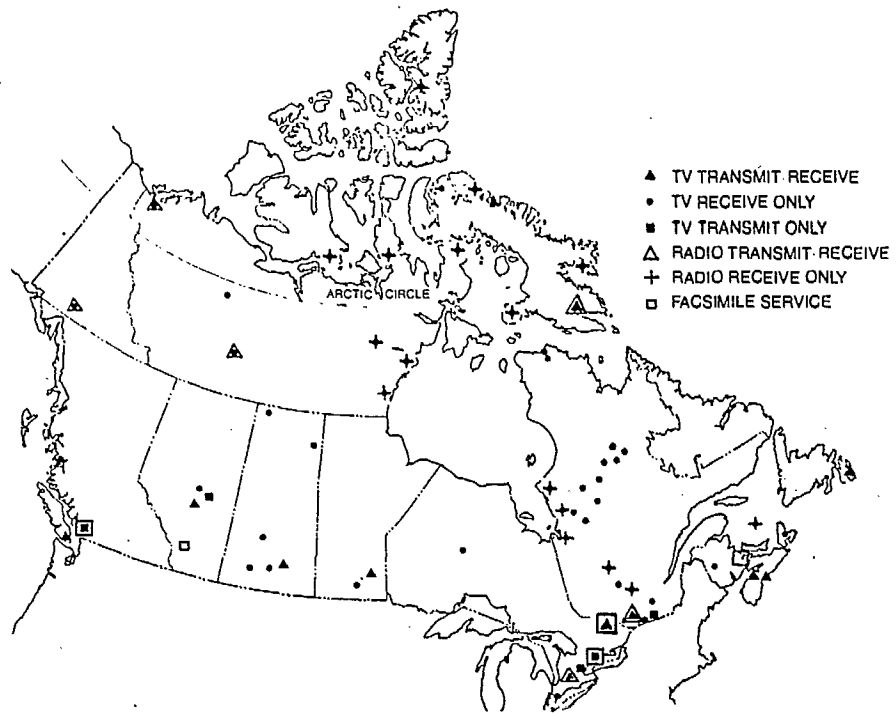 TV TRANSMIT-RECEIVE
TV RECEIVE ONLY
TV TRANSMIT ONLY
RADIO TRANSMIT-RECEIVE
RADIO RECEIVE ONLY
FACSIMILE SERVICE
ARCTIC CIRCLE